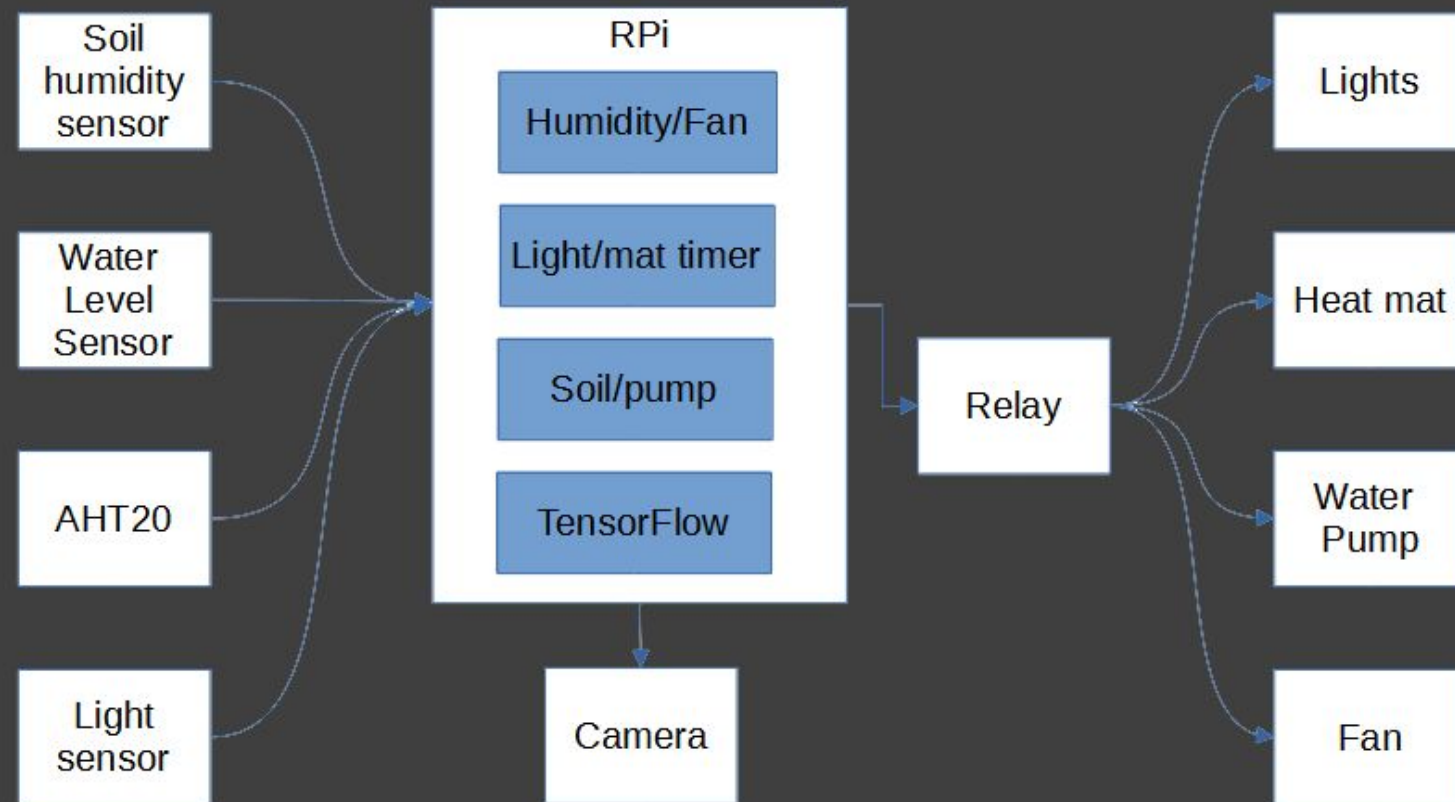 Soil
humidity
sensor
Water
Level
Sensor
AHT20
Light
sensor
RPi
Humidity/Fan
Light/mat timer
Soil/pump
TensorFlow
Camera
Relay
Lights
Heat mat
Water
Pump
Fan